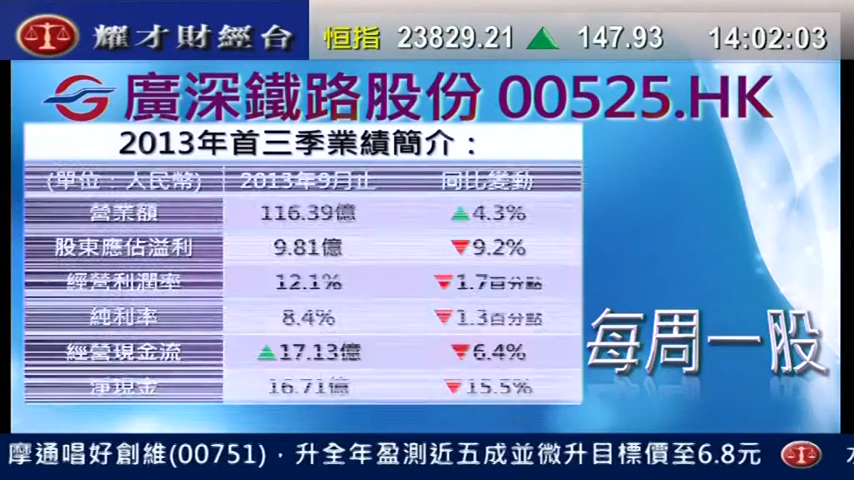 耀才財經台
恒指 23829.21 ▲ 147.93 14:02:03
廣深鐵路股份 00525.HK
2013年首三季業績簡介：
(單位：人民幣) 2013年9月止 同比變動
營業額 116.39億 ▲4.3%
股東應佔溢利 9.81億 ▼9.2%
經營利潤率 12.1% ▼1.7百分點
純利率 8.4% ▼1.3百分點
經營現金流 ▲17.13億 ▼6.4%
淨現金 16.71億 ▼15.5%
每周一股
摩通唱好創維(00751)，升全年盈測近五成並微升目標價至6.8元